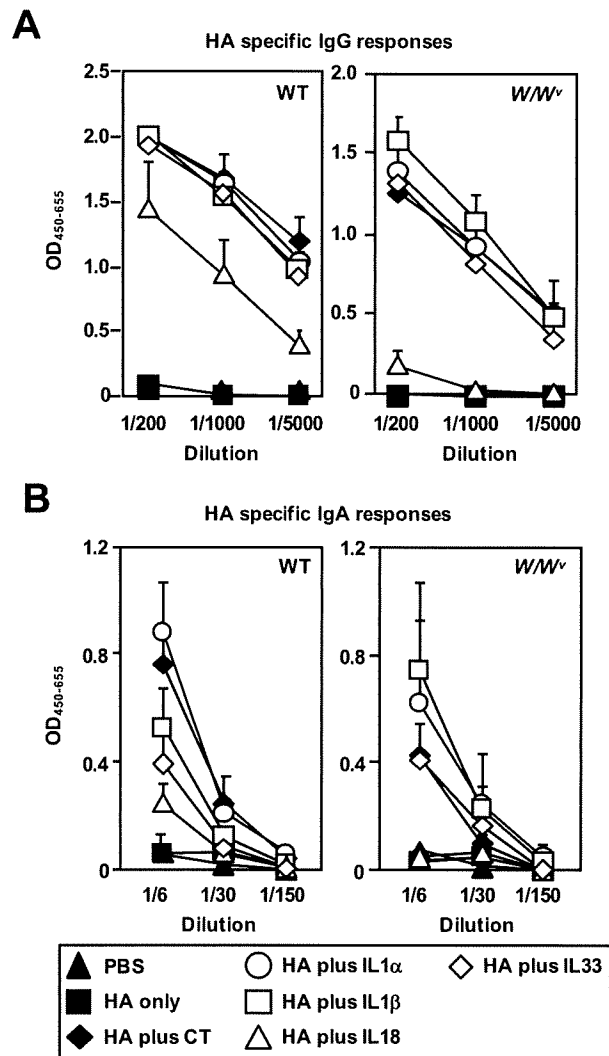 A
HA specific IgG responses
WT
W/Wᵛ
2.5
2.0
1.5
1.0
0.5
0
2.0
1.5
1.0
0.5
0
OD450-655
1/200 1/1000 1/5000
1/200 1/1000 1/5000
Dilution
Dilution
B
HA specific IgA responses
WT
W/Wᵛ
1.2
0.8
0.4
0
1.2
0.8
0.4
0
OD450-655
1/6 1/30 1/150
1/6 1/30 1/150
Dilution
Dilution
PBS
HA only
HA plus CT
HA plus IL1α
HA plus IL1β
HA plus IL18
HA plus IL33